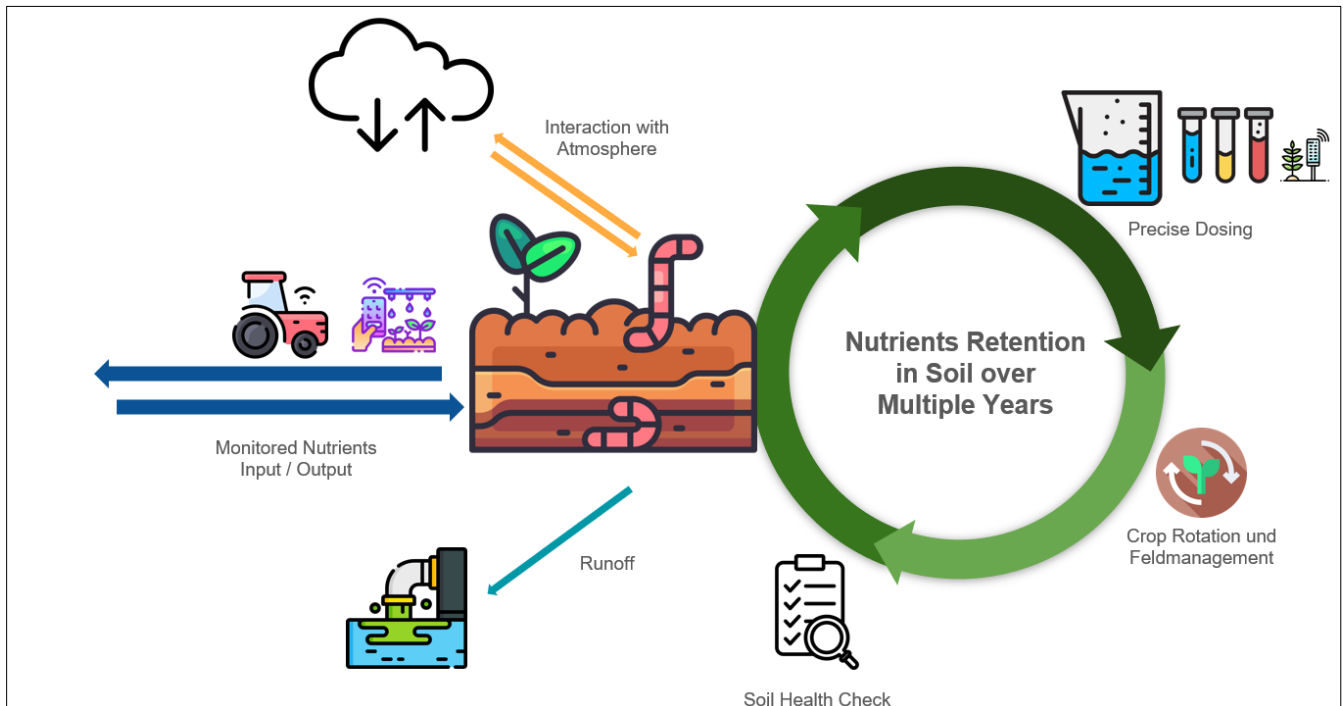 Interaction with
Atmosphere
Precise Dosing
Nutrients Retention
in Soil over
Multiple Years
Monitored Nutrients
Input / Output
Crop Rotation und
Feldmanagement
Runoff
Soil Health Check